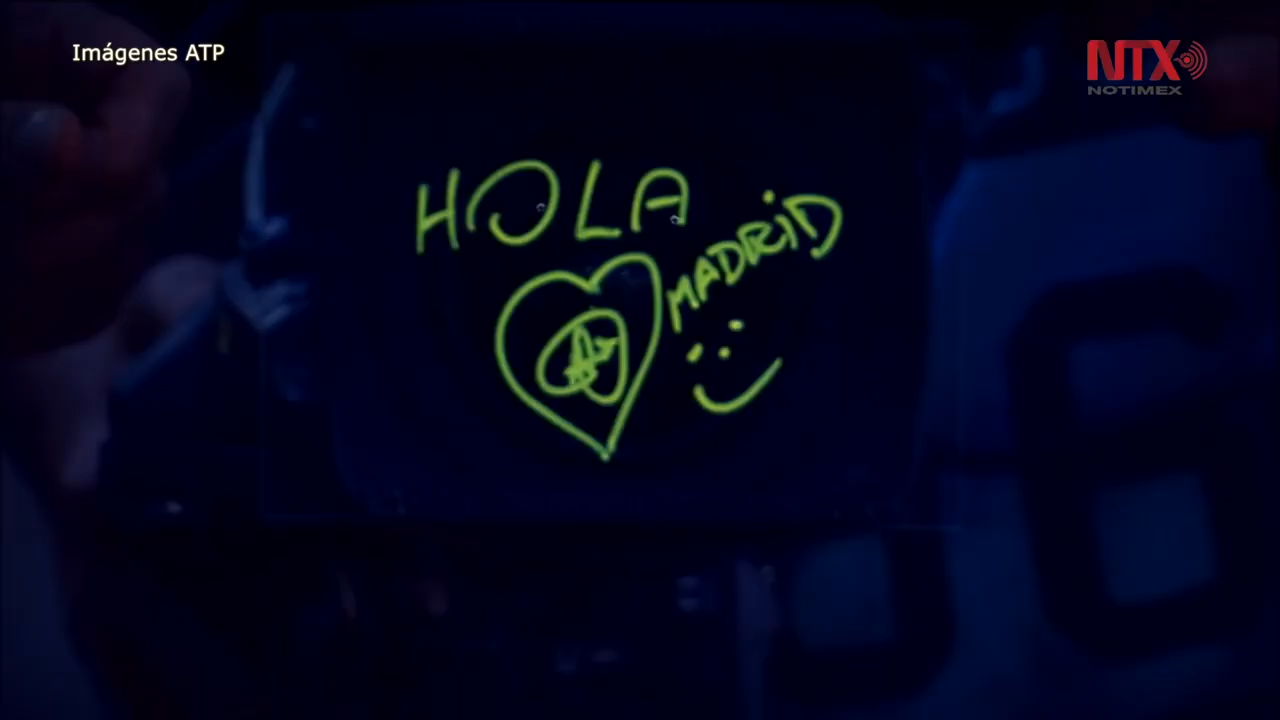 Imágenes ATP
NTX
NOTIMEX
HOLA
MADRID